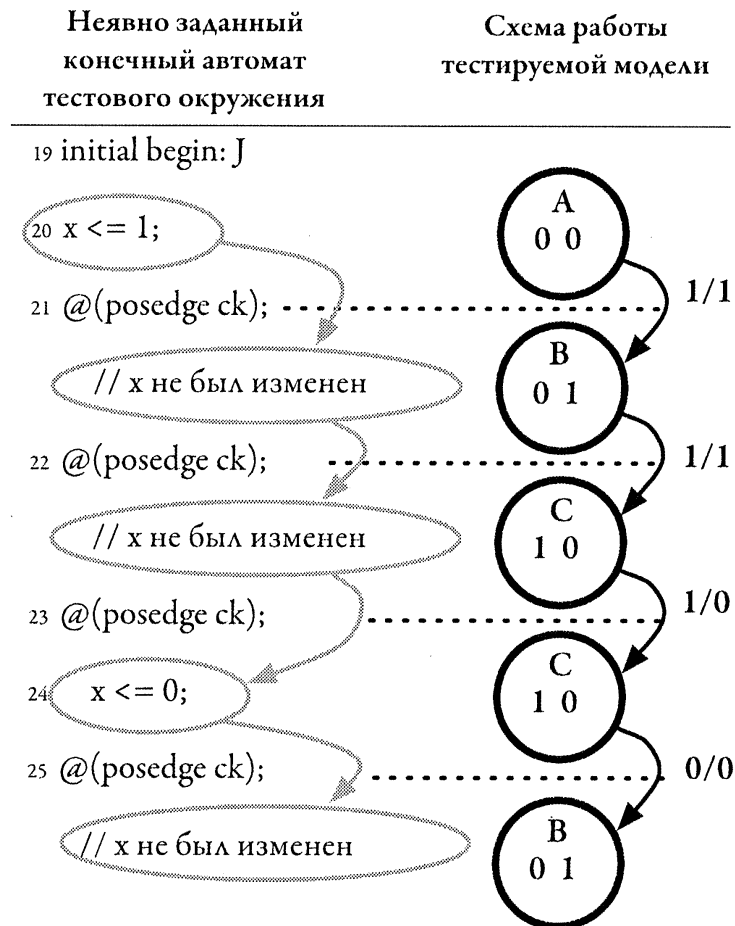 Неявно заданный
конечный автомат
тестового окружения
Схема работы
тестируемой модели
19 initial begin: J
20 x <= 1;
A
0 0
21 @(posedge ck);
1/1
// x не был изменен
B
0 1
22 @(posedge ck);
1/1
// x не был изменен
C
1 0
23 @(posedge ck);
1/0
24 x <= 0;
C
1 0
25 @(posedge ck);
0/0
// x не был изменен
B
0 1